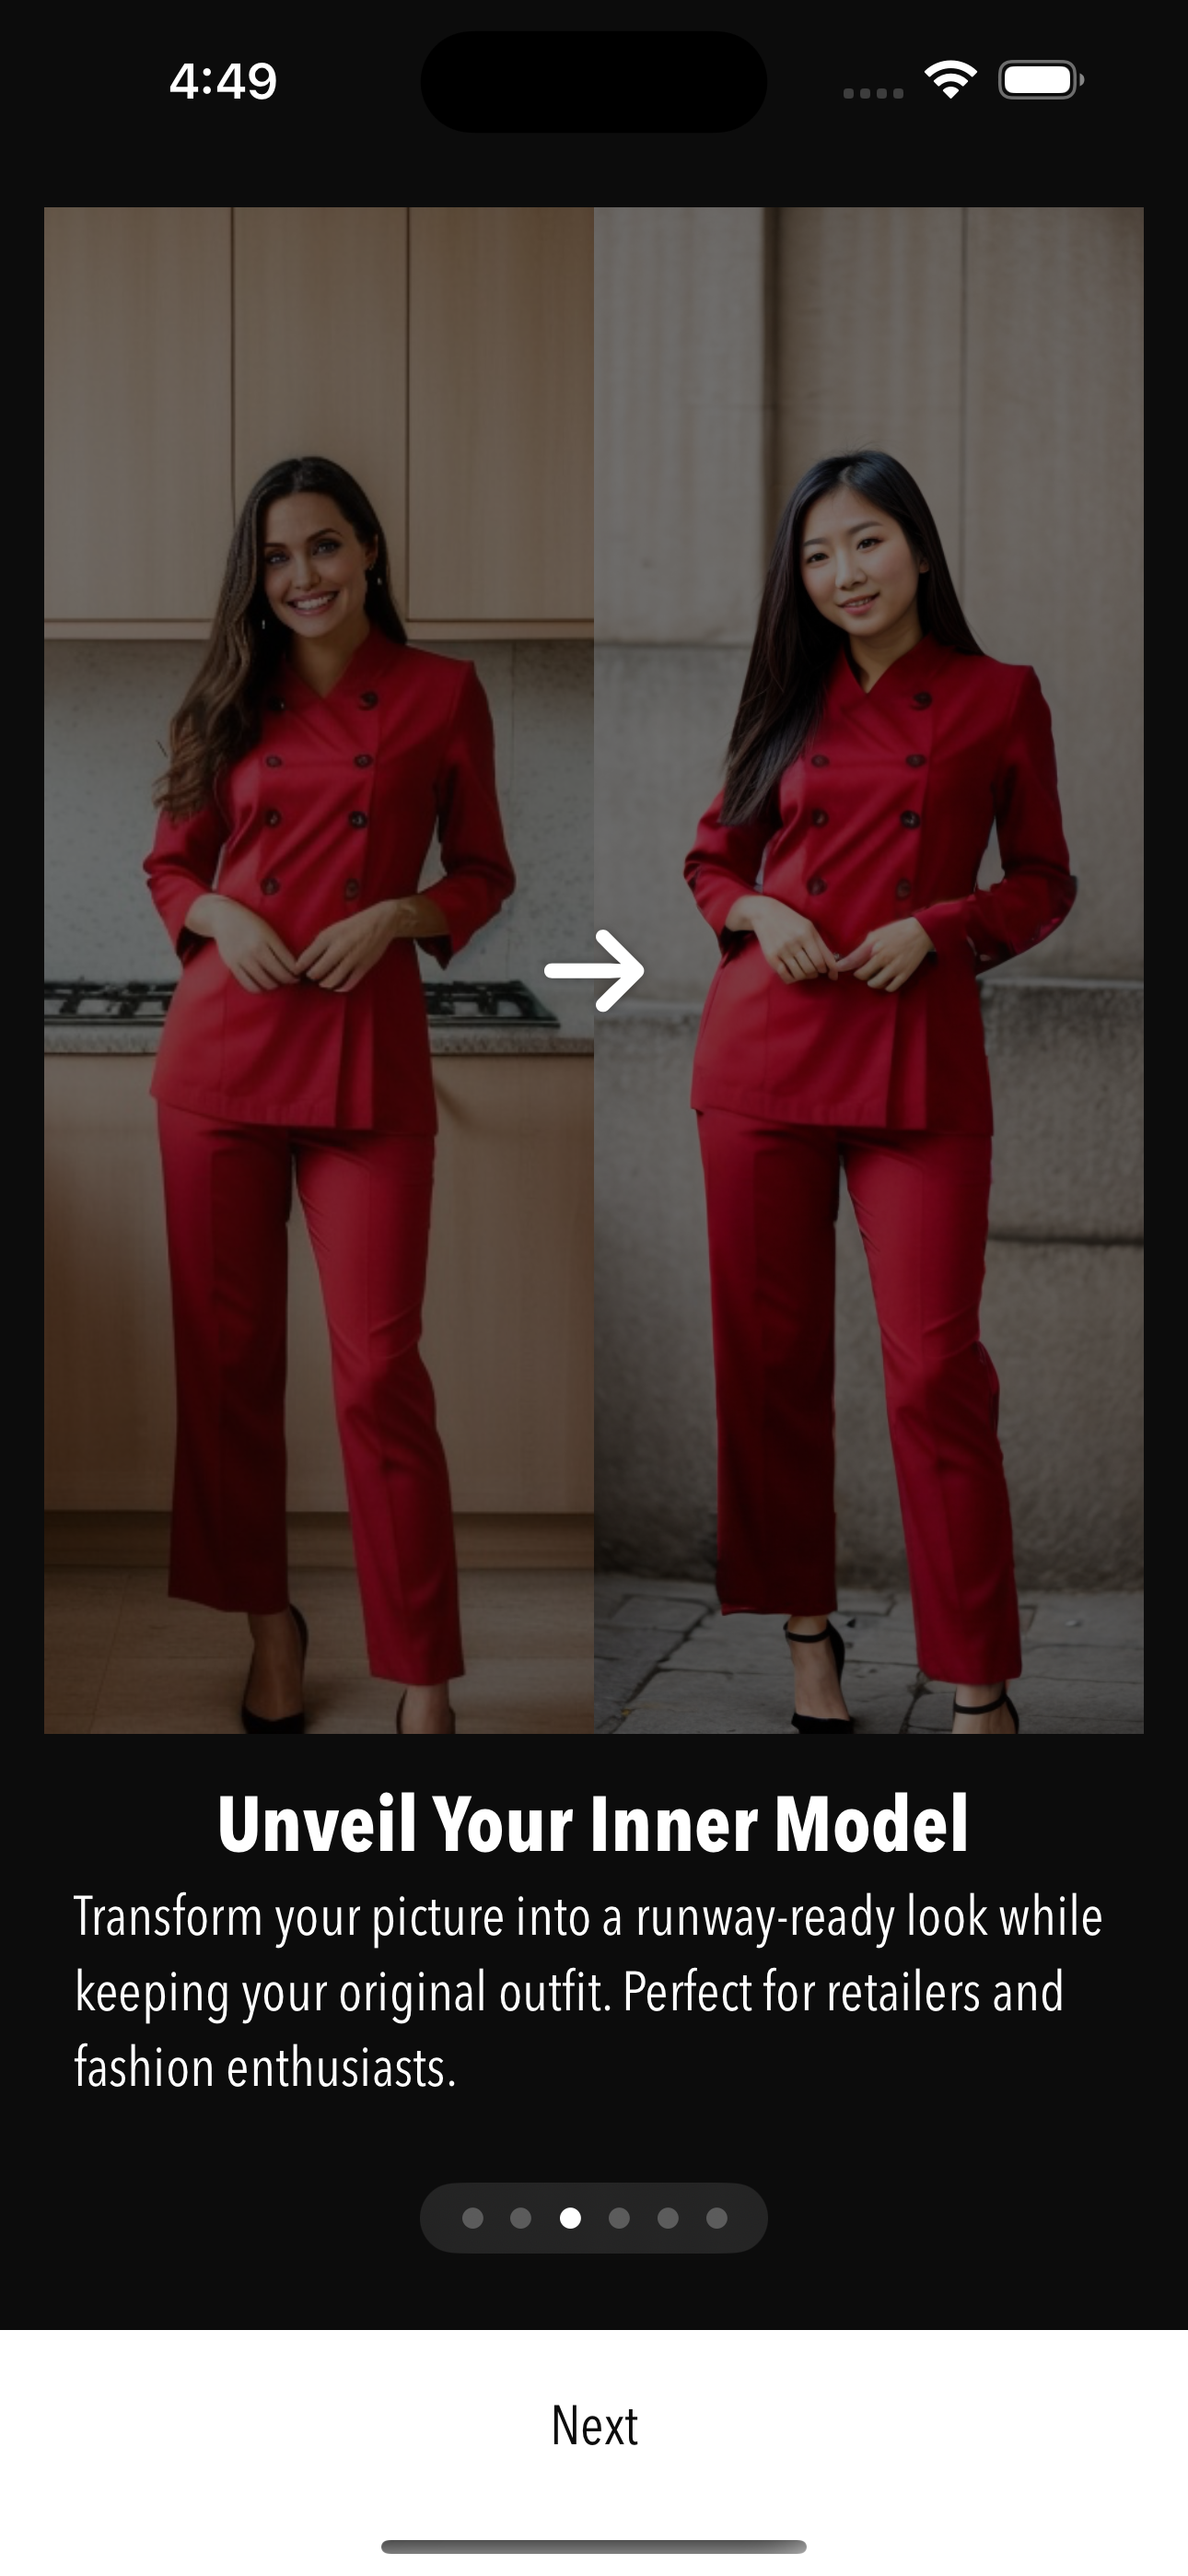 4:49
Unveil Your Inner Model
Transform your picture into a runway-ready look while
keeping your original outfit. Perfect for retailers and
fashion enthusiasts.
Next